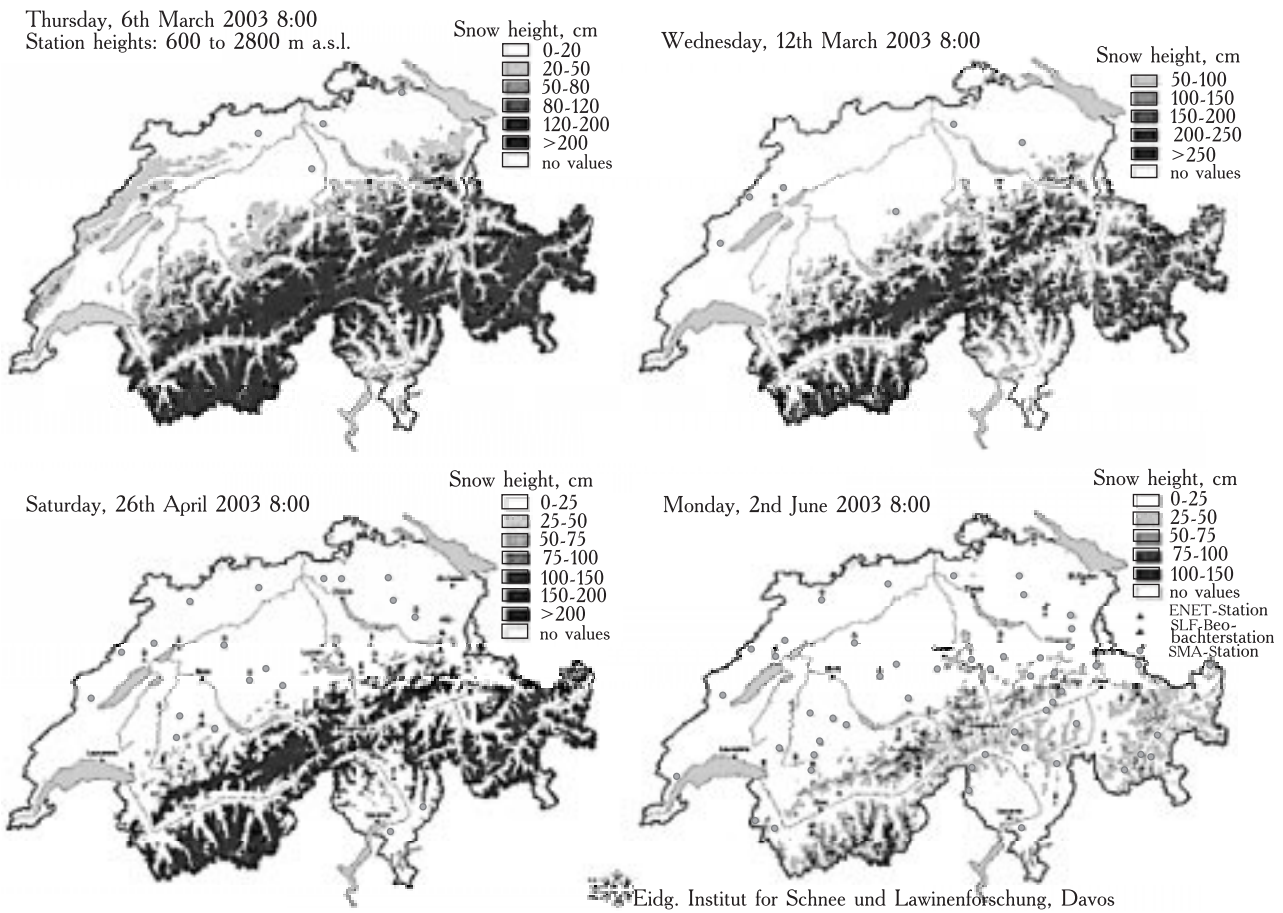 Thursday, 6th March 2003 8:00
Station heights: 600 to 2800 m a.s.l.
Snow height, cm
0-20
20-50
50-80
80-120
120-200
>200
no values
Wednesday, 12th March 2003 8:00
Snow height, cm
50-100
100-150
150-200
200-250
>250
no values
Saturday, 26th April 2003 8:00
Snow height, cm
0-25
25-50
50-75
75-100
100-150
150-200
>200
no values
Monday, 2nd June 2003 8:00
Snow height, cm
0-25
25-50
50-75
75-100
100-150
no values
ENET-Station
SLF-Beo-
bachterstation
SMA-Station
Eidg. Institut for Schnee und Lawinenforschung, Davos